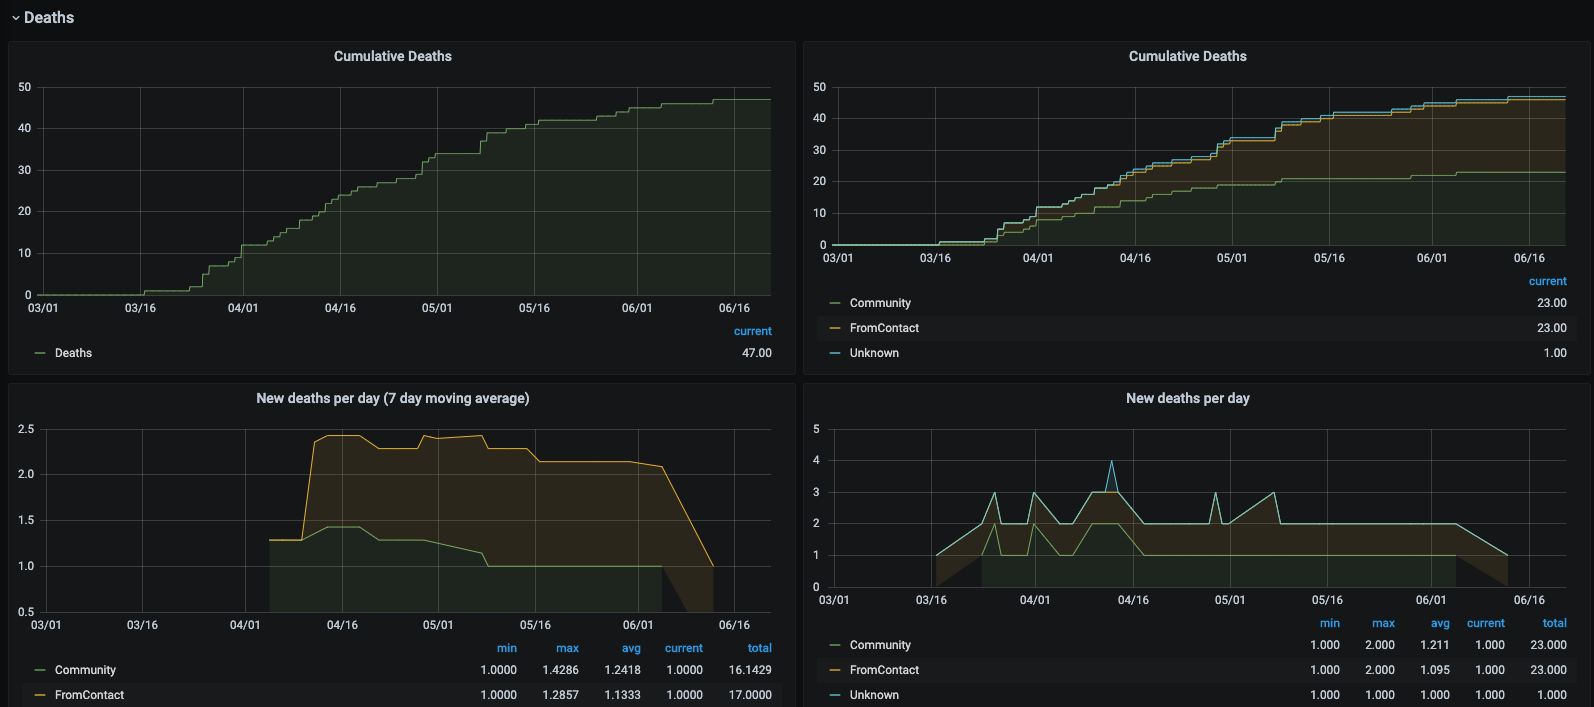 Deaths
Cumulative Deaths
50
40
30
20
10
0
03/01 03/16 04/01 04/16 05/01 05/16 06/01 06/16
current
Deaths 47.00
Cumulative Deaths
50
40
30
20
10
0
03/01 03/16 04/01 04/16 05/01 05/16 06/01 06/16
current
Community 23.00
FromContact 23.00
Unknown 1.00
New deaths per day (7 day moving average)
2.5
2.0
1.5
1.0
0.5
03/01 03/16 04/01 04/16 05/01 05/16 06/01 06/16
min max avg current total
Community 1.0000 1.4286 1.2418 1.0000 16.1429
FromContact 1.0000 1.2857 1.1333 1.0000 17.0000
New deaths per day
5
4
3
2
1
0
03/01 03/16 04/01 04/16 05/01 05/16 06/01 06/16
min max avg current total
Community 1.000 2.000 1.211 1.000 23.000
FromContact 1.000 2.000 1.095 1.000 23.000
Unknown 1.000 1.000 1.000 1.000 1.000